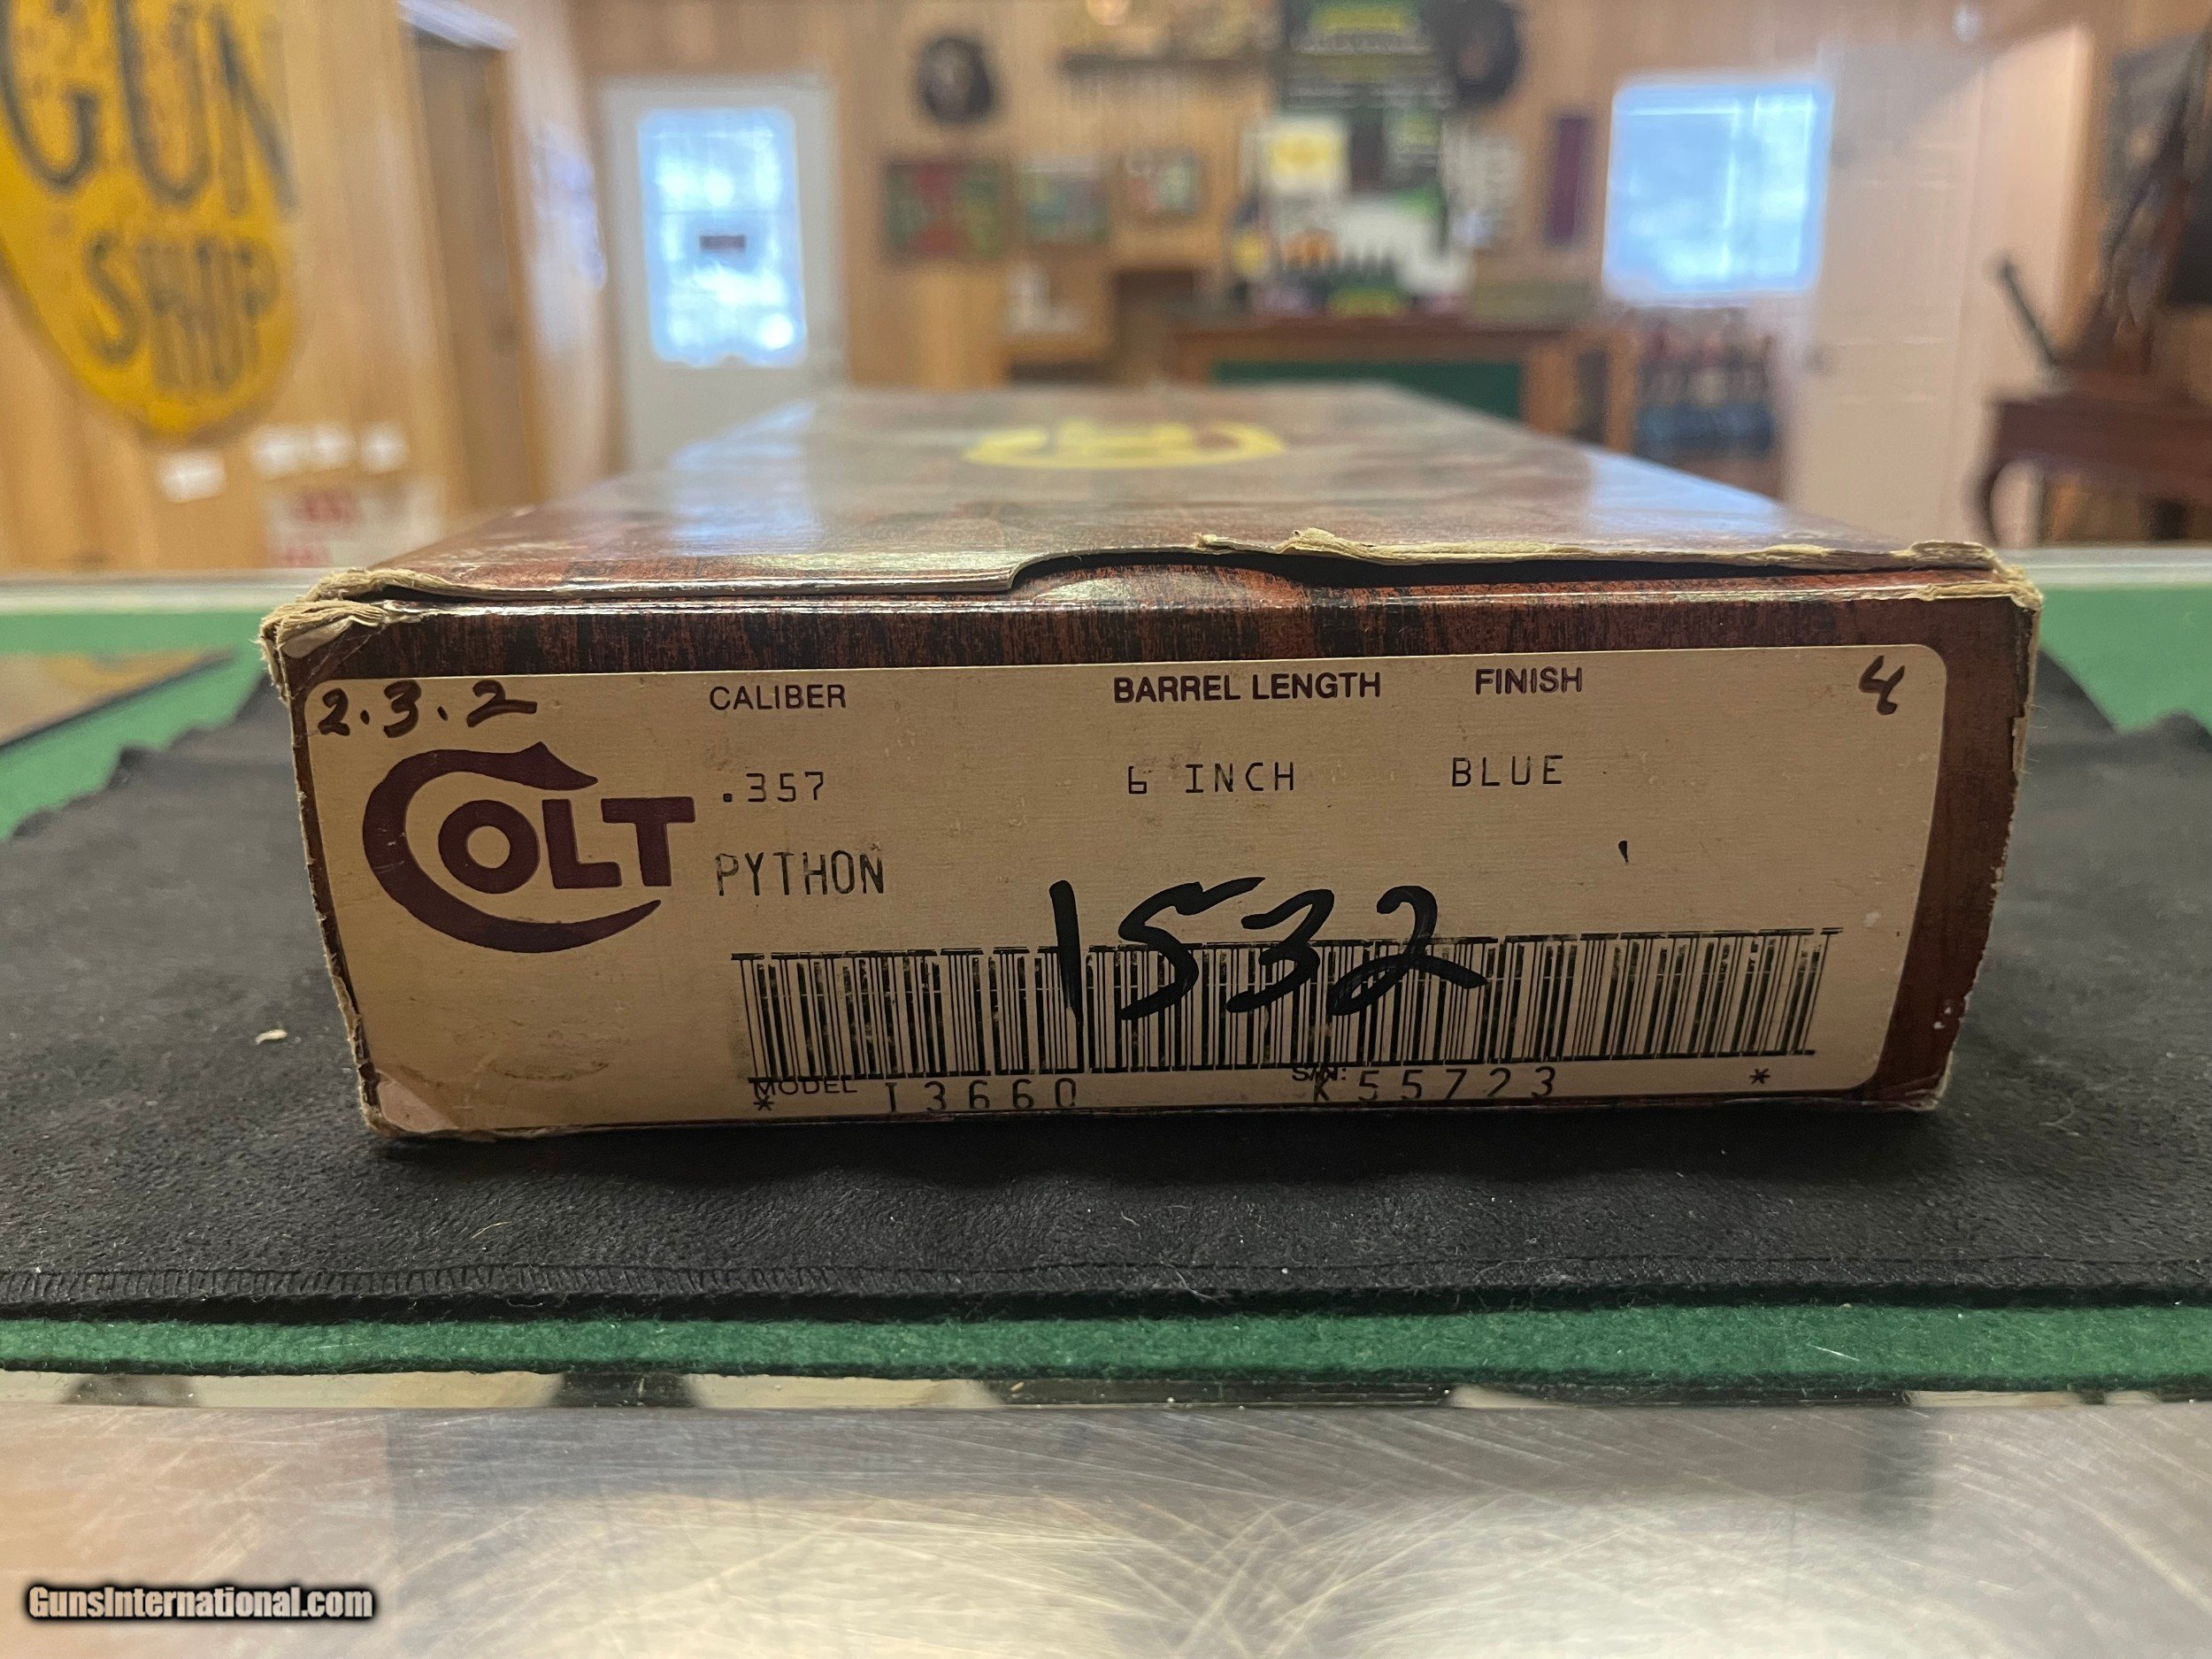 GUN
SHOP
2.3.2
CALIBER BARREL LENGTH FINISH 4
COLT
.357 6 INCH BLUE
PYTHON
1532
MODEL I3660 S/N: K55723
* *
GunsInternational.com